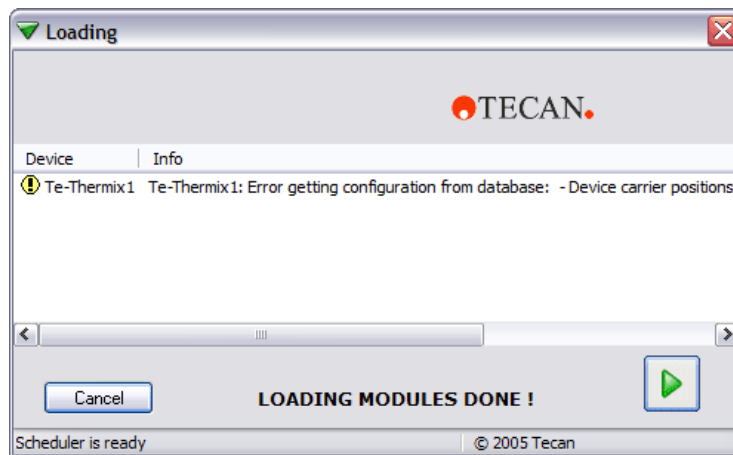 Loading
TECAN.
Device Info
Te-Thermix1 Te-Thermix1: Error getting configuration from database: - Device carrier positions
Cancel
LOADING MODULES DONE !
Scheduler is ready © 2005 Tecan